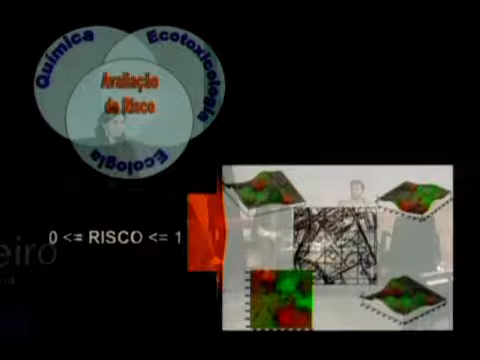 Química
Ecotoxicologia
Avaliação
de Risco
Ecologia
0 <= RISCO <= 1
eiro